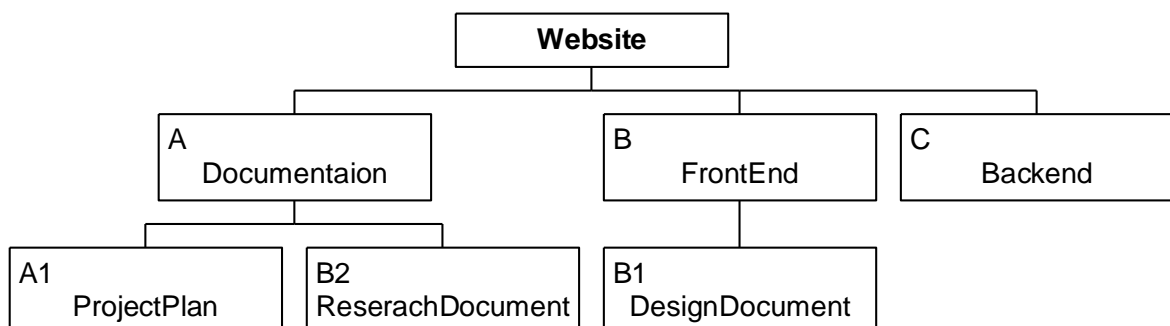 Website
A
Documentaion
B
FrontEnd
C
Backend
A1
ProjectPlan
B2
ReserachDocument
B1
DesignDocument